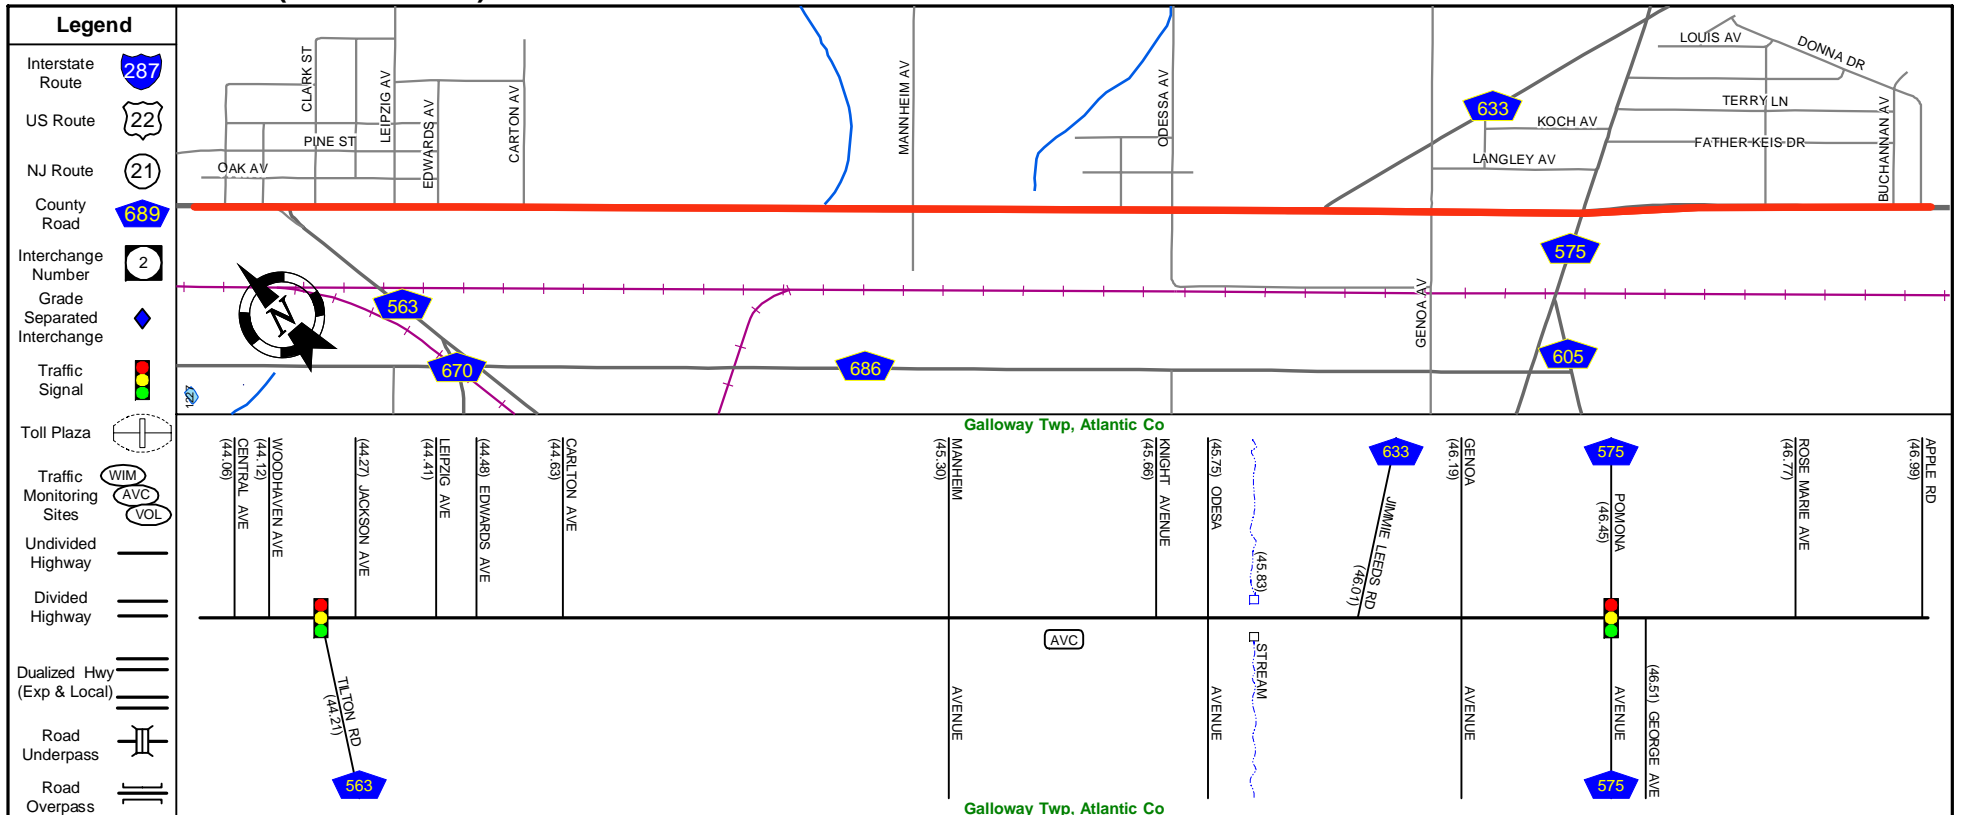 Legend
Interstate
Route
287
US Route
22
NJ Route
21
County
Road
689
Interchange
Number
2
Grade
Separated
Interchange
Traffic
Signal
Toll Plaza
Traffic
Monitoring
Sites
WIM
AVC
VOL
Undivided
Highway
Divided
Highway
Dualized Hwy
(Exp & Local)
Road
Underpass
Road
Overpass
CLARK ST
LEIPZIG AV
EDWARDS AV
CARTON AV
PINE ST
OAK AV
MANNHEIM AV
ODESSA AV
633
LOUIS AV
DONNA DR
TERRY LN
KOCH AV
FATHER KEIS DR
LANGLEY AV
BUCHANNAN AV
575
GENOA AV
563
N
670
686
605
Galloway Twp, Atlantic Co
CENTRAL AVE
(44.06)
WOODHAVEN AVE
(44.12)
(44.27) JACKSON AVE
LEIPZIG AVE
(44.41)
(44.48) EDWARDS AVE
CARLTON AVE
(44.63)
MANHEIM
(45.30)
AVENUE
KNIGHT AVENUE
(45.66)
(45.75) ODESA
AVENUE
(45.83)
STREAM
633
JIMMIE LEEDS RD
(46.01)
GENOA
(46.19)
AVENUE
575
POMONA
(46.45)
AVENUE
575
(46.51) GEORGE AVE
ROSE MARIE AVE
(46.77)
APPLE RD
(46.99)
TILTON RD
(44.21)
563
AVC
Galloway Twp, Atlantic Co